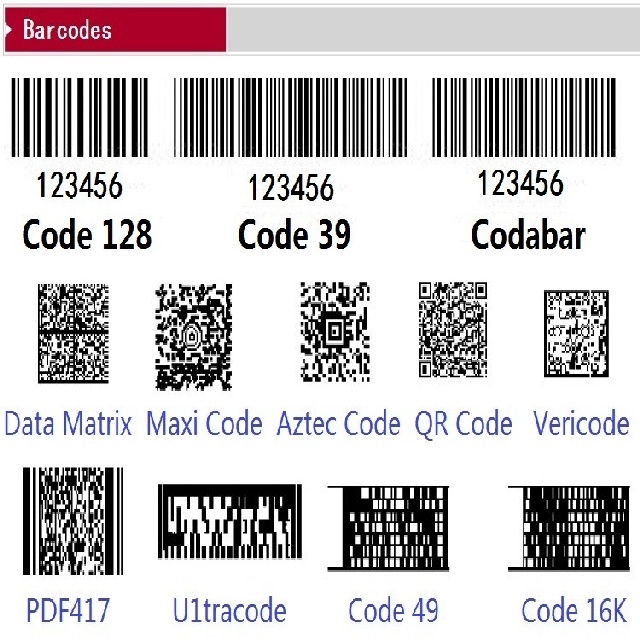 Barcodes
123456 123456 123456
Code 128 Code 39 Codabar
Data Matrix Maxi Code Aztec Code QR Code Vericode
PDF417 U1tracode Code 49 Code 16K